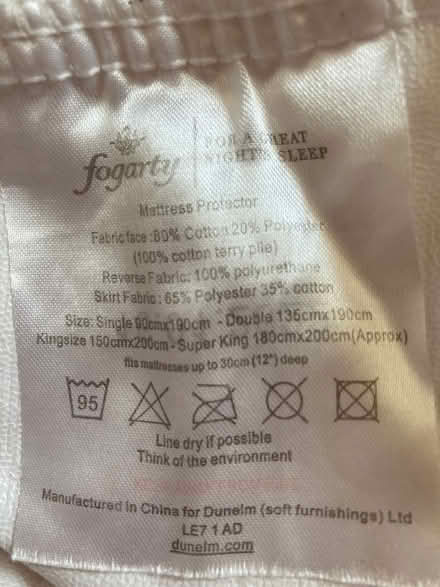 fogarty
FOR A GREAT
NIGHT'S SLEEP
Mattress Protector
Fabric face :80% Cotton 20% Polyester
(100% cotton terry pile)
Reverse Fabric: 100% polyurethane
Skirt Fabric: 65% Polyester 35% cotton
Size: Single 90cmx190cm - Double 135cmx190cm
Kingsize 150cmx200cm - Super King 180cmx200cm(Approx)
fits mattresses up to 30cm (12") deep
95
Line dry if possible
Think of the environment
Manufactured in China for Dunelm (soft furnishings) Ltd
LE7 1 AD
dunelm.com